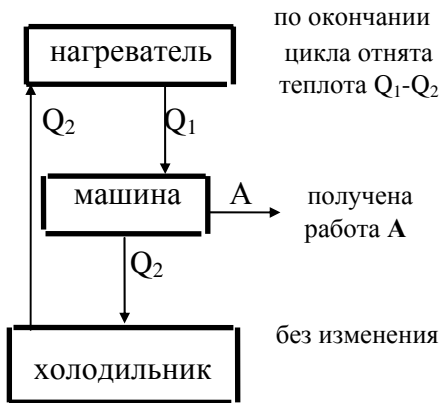 по окончании
нагреватель
цикла отнята
теплота Q₁-Q₂
Q₂
Q₁
машина
A
получена
работа A
Q₂
без изменения
холодильник